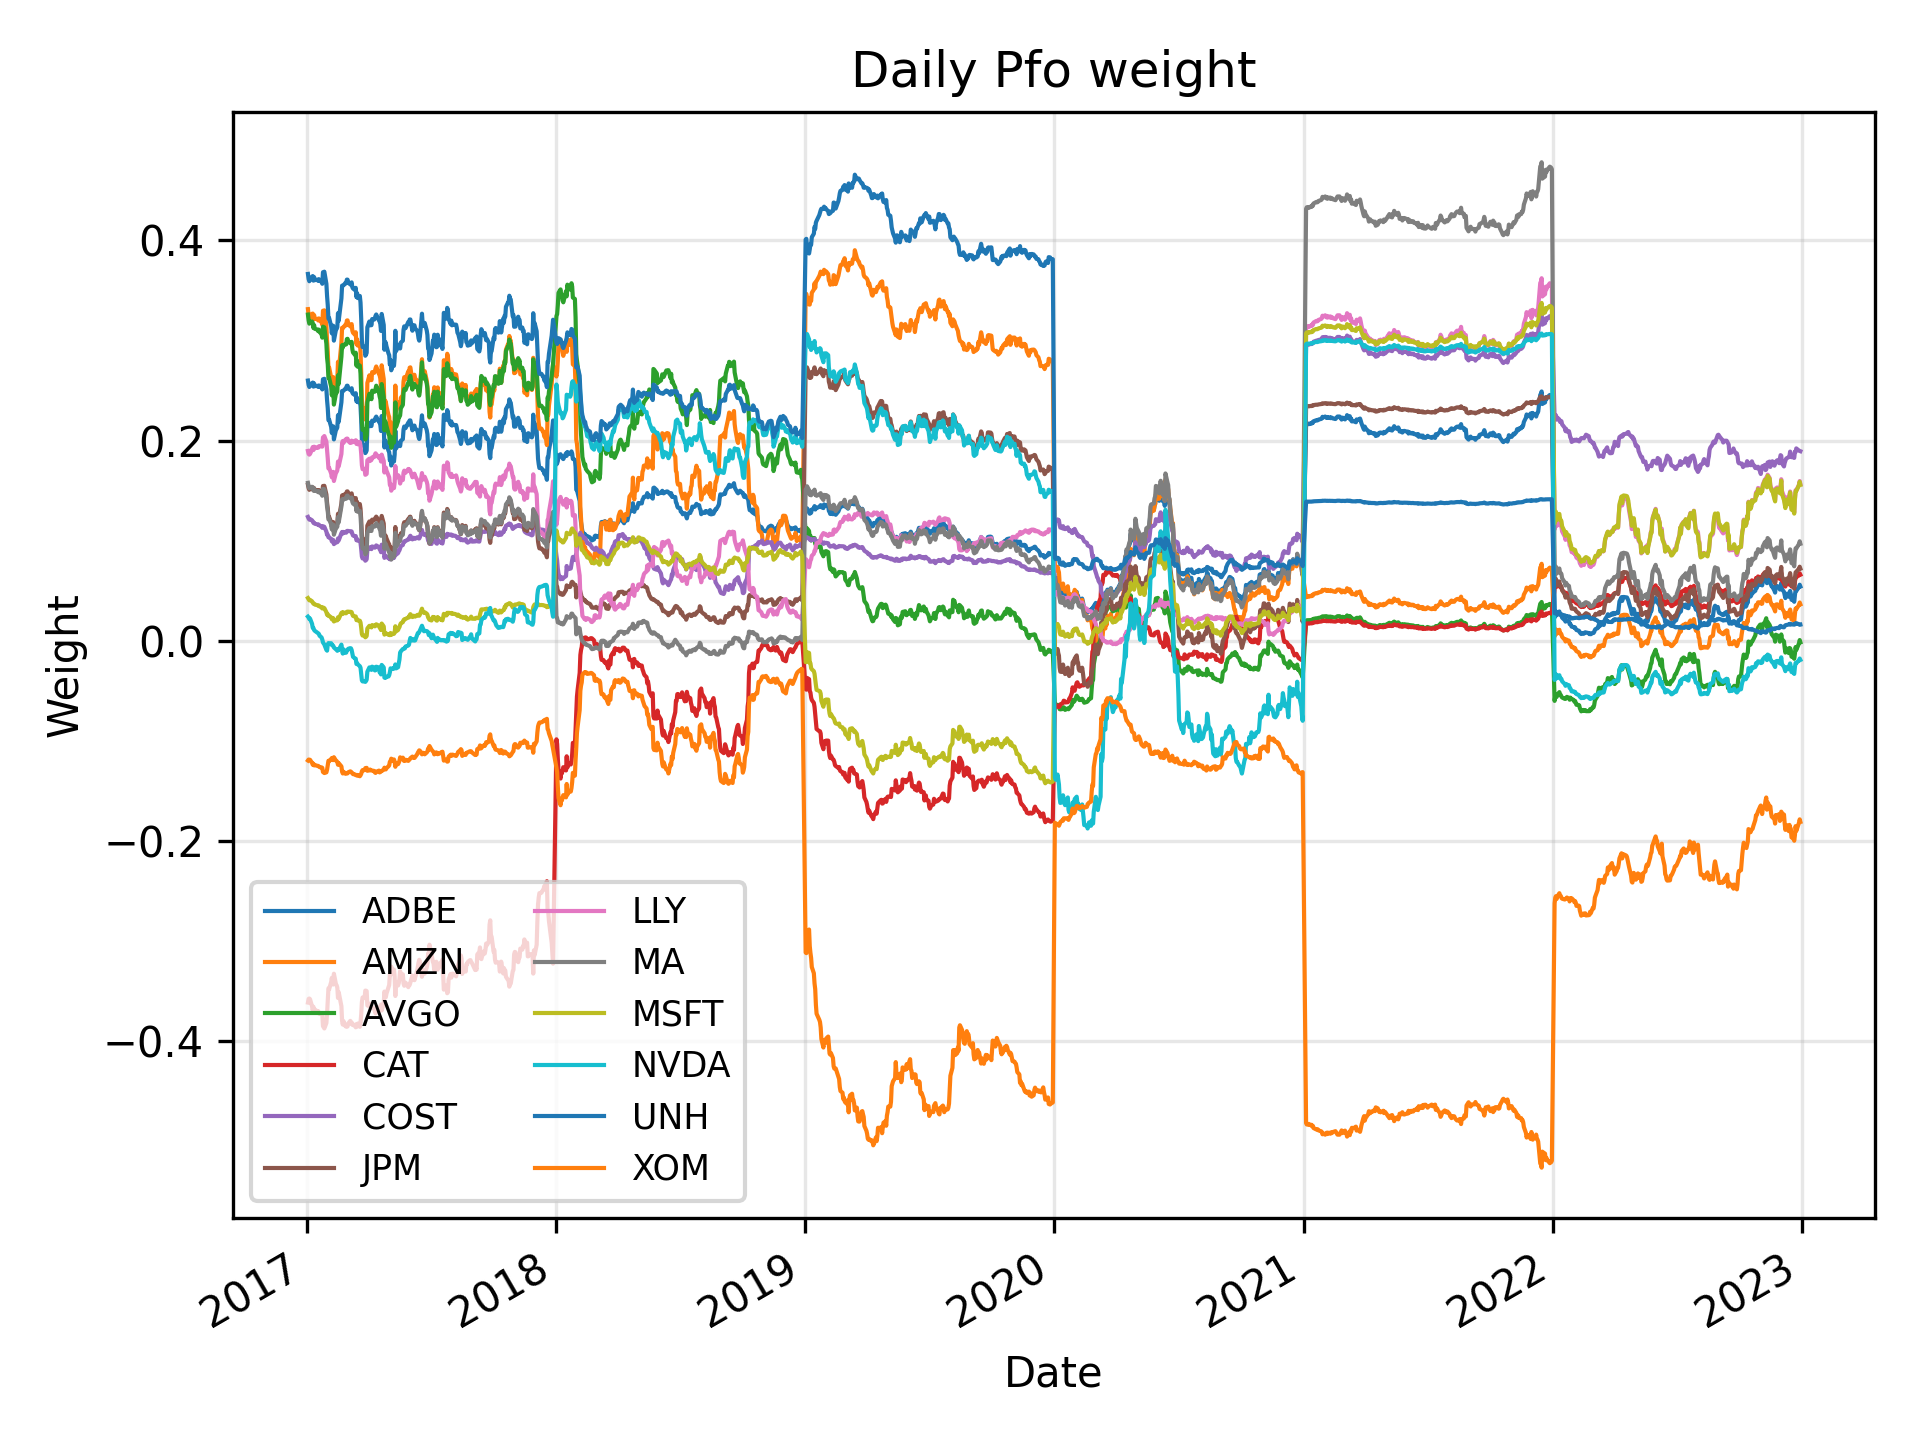 Daily Pfo weight
Weight
0.4
0.2
0.0
−0.2
−0.4
ADBE
AMZN
AVGO
CAT
COST
JPM
LLY
MA
MSFT
NVDA
UNH
XOM
2017
2018
2019
2020
2021
2022
2023
Date